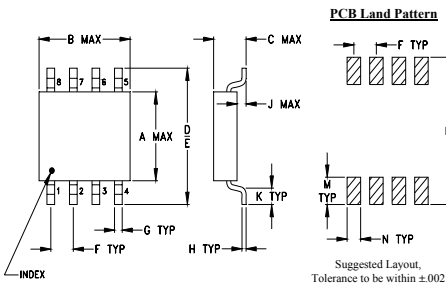 PCB Land Pattern
B MAX
C MAX
F TYP
8 7 6 5
J MAX
A MAX
D
E
1 2 3 4
K TYP
M
TYP
G TYP
F TYP
H TYP
N TYP
INDEX
Suggested Layout,
Tolerance to be within ±.002